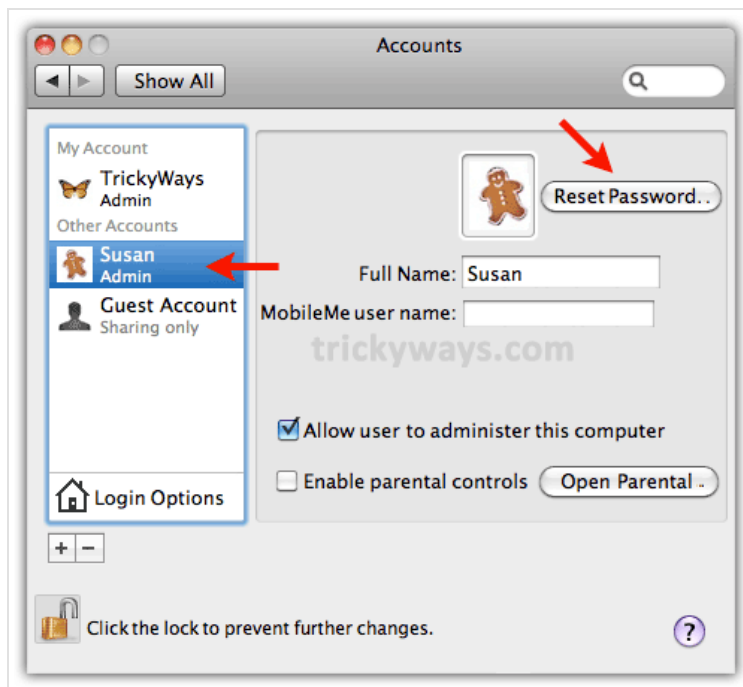 Accounts
Show All
My Account
TrickyWays
Admin
Other Accounts
Susan
Admin
Guest Account
Sharing only
Login Options
Reset Password. .
Full Name: Susan
MobileMe user name:
trickyways.com
Allow user to administer this computer
Enable parental controls
Open Parental ..
+ −
Click the lock to prevent further changes.
?